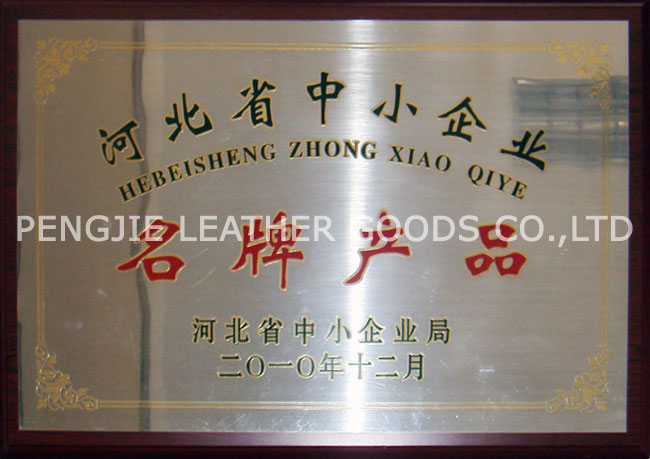 河北省中小企业
HEBEISHENG ZHONG XIAO QIYE
PENGJIE LEATHER GOODS CO.,LTD
名牌产品
河北省中小企业局
二〇一〇年十二月